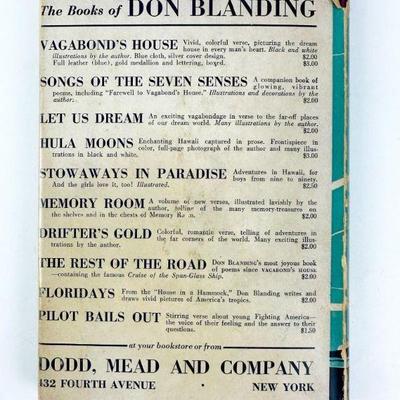 The Books of DON BLANDING
VAGABOND'S HOUSE Vivid, colorful verse, picturing the dream
house in every man's heart. Black and white
illustrations by the author. Blue cloth, silver cover design. $2.00
Full leather (blue), gold medallion and lettering, boxed. $3.00
SONGS OF THE SEVEN SENSES A companion book of
glowing, vibrant
poems, including "Farewell to Vagabond's House." Illustrations and decorations by the
author. $2.00
LET US DREAM An enchanting vagabondage in verse to the far-off places
of our dream world. Many illustrations by the author.
$2.00
HULA MOONS Enchanting Hawaii captured in prose. Frontispiece in
color, full-page photograph of the author and many illus-
trations in black and white. $3.00
STOWAWAYS IN PARADISE Adventures in Hawaii, for
boys from nine to ninety.
And the girls love it, too! Illustrated. $2.50
MEMORY ROOM A volume of new verses, illustrated lavishly by the
author, telling of the many memory-treasures on
the shelves and in the chests of Memory Room. $2.00
DRIFTER'S GOLD Colorful, romantic verse, telling of adventures in
the far corners of the world. Many exciting illus-
trations by the author. $2.00
THE REST OF THE ROAD DON BLANDING's most joyous book
of poems since VAGABOND'S HOUSE
—containing the famous Cruise of the Spun-Glass Ship. $2.00
FLORIDAYS From the "House in a Hammock," Don Blanding writes and
draws vivid pictures of America's tropics. $2.00
PILOT BAILS OUT Stirring verse about young Fighting America—
the voice of their feeling and the answer to their
questions. $1.50
at your bookstore or from
DODD, MEAD AND COMPANY
432 FOURTH AVENUE · NEW YORK